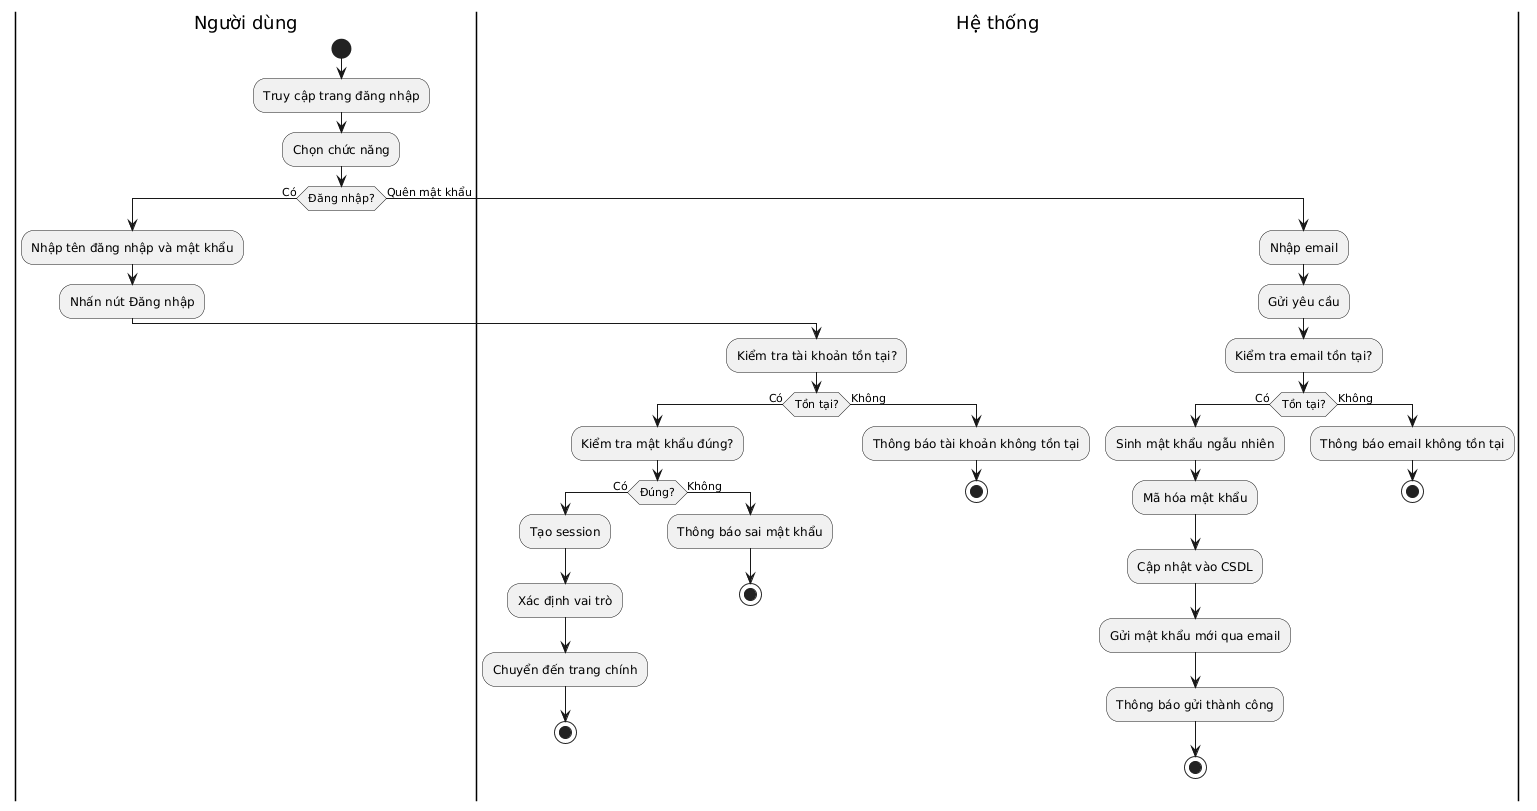 Người dùng
Hệ thống
Truy cập trang đăng nhập
Chọn chức năng
Có
Đăng nhập?
Quên mật khẩu
Nhập tên đăng nhập và mật khẩu
Nhập email
Nhấn nút Đăng nhập
Gửi yêu cầu
Kiểm tra tài khoản tồn tại?
Kiểm tra email tồn tại?
Có
Tồn tại?
Không
Có
Tồn tại?
Không
Kiểm tra mật khẩu đúng?
Thông báo tài khoản không tồn tại
Sinh mật khẩu ngẫu nhiên
Thông báo email không tồn tại
Có
Đúng?
Không
Mã hóa mật khẩu
Tạo session
Thông báo sai mật khẩu
Cập nhật vào CSDL
Xác định vai trò
Gửi mật khẩu mới qua email
Chuyển đến trang chính
Thông báo gửi thành công